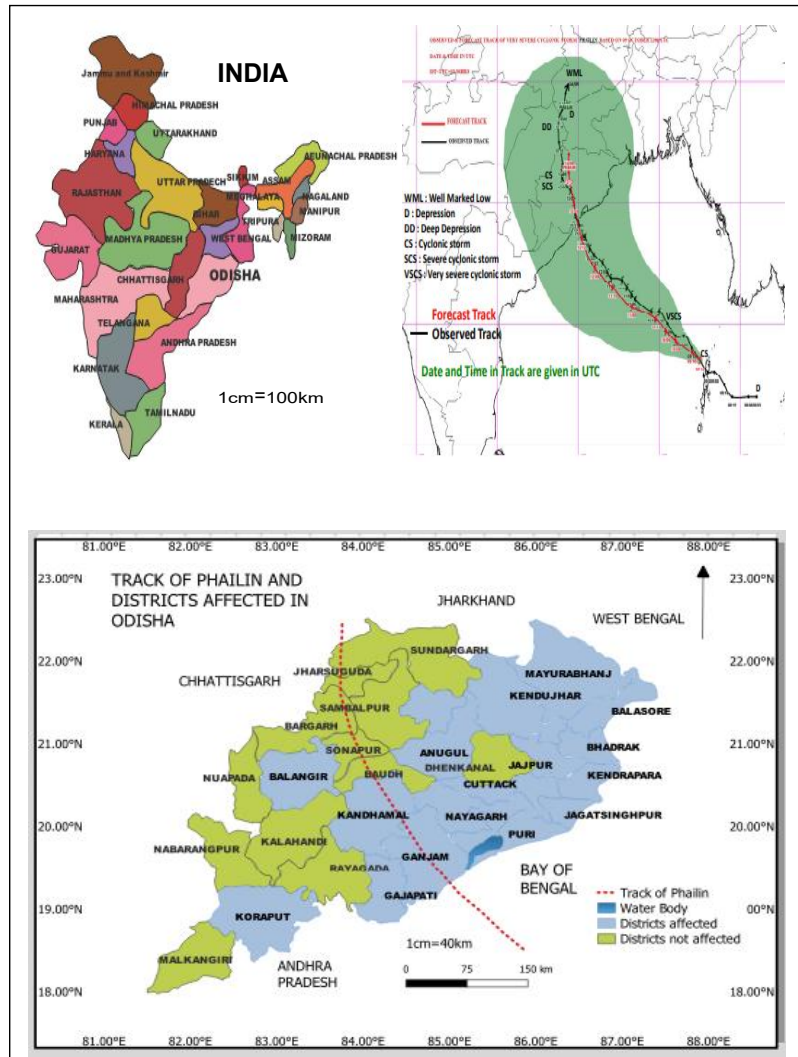 INDIA
Jammu and Kashmir
HIMACHAL PRADESH
PUNJAB
UTTARAKHAND
HARYANA
AEUNACHAL PRADESH
SIKKIM
UTTAR PRADECH
ASSAM
RAJASTHAN
MEGHALAYA
NAGALAND
BIHAR
MANIPUR
TRIPURA
MADHYA PRADESH
WEST BENGAL
MIZORAM
GUJARAT
ODISHA
CHHATTISGARH
MAHARASHTRA
TELANGANA
ANDHRA PRADESH
KARNATAK
1cm=100km
TAMILNADU
KERALA
DATE & TIME IN UTC
WML
D
FORECAST TRACK
DD
OBSERVED TRACK
CS
SCS
WML : Well Marked Low
D : Depression
DD : Deep Depression
CS : Cyclonic storm
SCS : Severe cyclonic storm
VSCS : Very severe cyclonic storm
Forecast Track
VSCS
Observed Track
CS
Date and Time in Track are given in UTC
D
81.00°E 82.00°E 83.00°E 84.00°E 85.00°E 86.00°E 87.00°E 88.00°E
23.00°N 23.00°N
TRACK OF PHAILIN AND
DISTRICTS AFFECTED IN
ODISHA
JHARKHAND
WEST BENGAL
SUNDARGARH
22.00°N 22.00°N
JHARSUGUDA
MAYURABHANJ
CHHATTISGARH
KENDUJHAR
SAMBALPUR
BALASORE
BARGARH
21.00°N 21.00°N
SONAPUR
ANUGUL
BHADRAK
NUAPADA
BALANGIR
BAUDH
DHENKANAL
JAJPUR
KENDRAPARA
CUTTACK
KANDHAMAL
NAYAGARH
JAGATSINGHPUR
20.00°N 20.00°N
NABARANGPUR
KALAHANDI
PURI
GANJAM
RAYAGADA
BAY OF
BENGAL
GAJAPATI
Track of Phailin
Water Body
19.00°N 00°N
KORAPUT
Districts affected
1cm=40km
Districts not affected
MALKANGIRI
ANDHRA
PRADESH
0 75 150 km
18.00°N 18.00°N
81.00°E 82.00°E 83.00°E 84.00°E 85.00°E 86.00°E 87.00°E 88.00°E